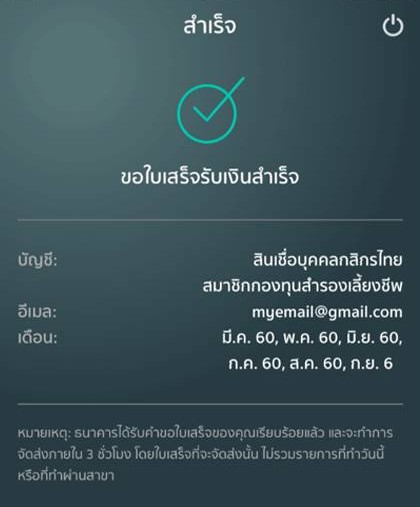 สำเร็จ
ขอใบเสร็จรับเงินสำเร็จ
บัญชี: สินเชื่อบุคคลกสิกรไทย
สมาชิกกองทุนสำรองเลี้ยงชีพ
อีเมล: myemail@gmail.com
เดือน: มี.ค. 60, พ.ค. 60, มิ.ย. 60,
ก.ค. 60, ส.ค. 60, ก.ย. 6
หมายเหตุ: ธนาคารได้รับคำขอใบเสร็จของคุณเรียบร้อยแล้ว และจะทำการ
จัดส่งภายใน 3 ชั่วโมง โดยใบเสร็จที่จะจัดส่งนั้น ไม่รวมรายการที่ทำวันนี้
หรือที่ทำผ่านสาขา